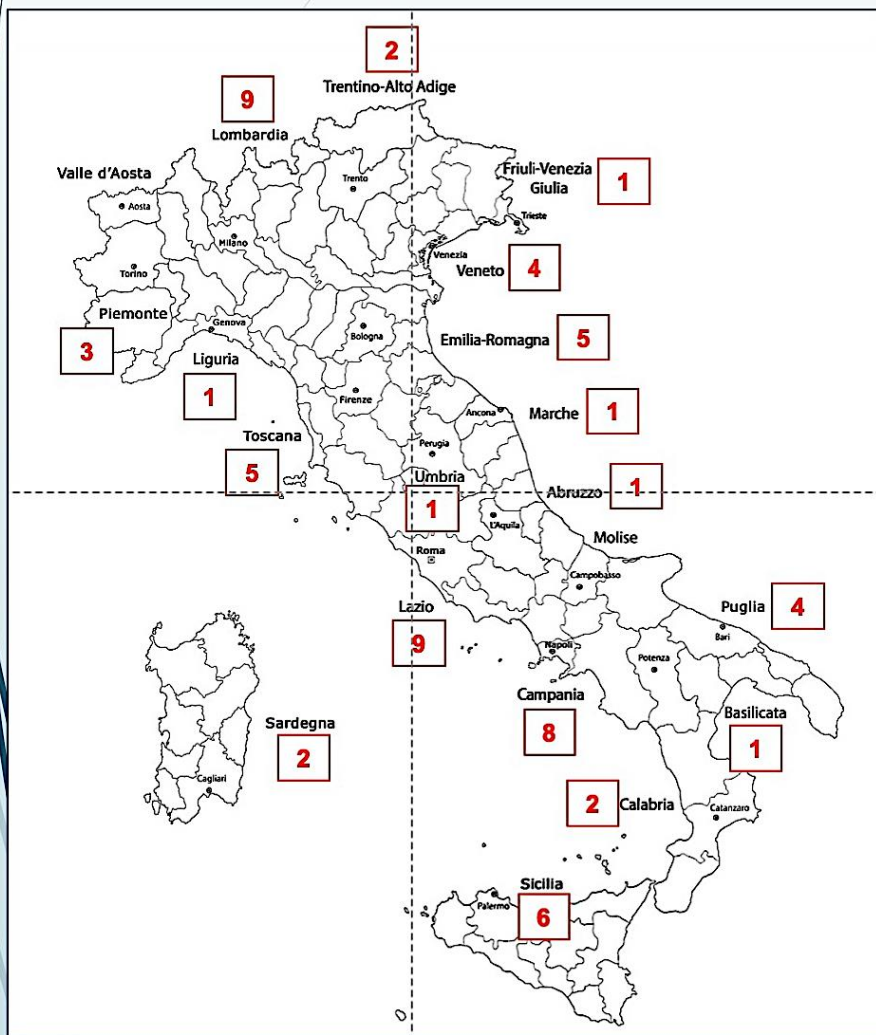 2
Trentino-Alto Adige
9
Lombardia
Valle d'Aosta
Friuli-Venezia
Giulia
1
Trento
Aosta
Trieste
Milano
Venezia
Veneto
4
Torino
Piemonte
Genova
Bologna
Emilia-Romagna
5
3
Liguria
1
Firenze
Ancona
Marche
1
Toscana
5
Perugia
Umbria
1
Abruzzo
1
L'Aquila
Molise
Roma
Campobasso
Lazio
9
Puglia
4
Bari
Napoli
Potenza
Campania
8
Basilicata
1
Sardegna
2
Cagliari
2
Calabria
Catanzaro
Sicilia
Palermo
6